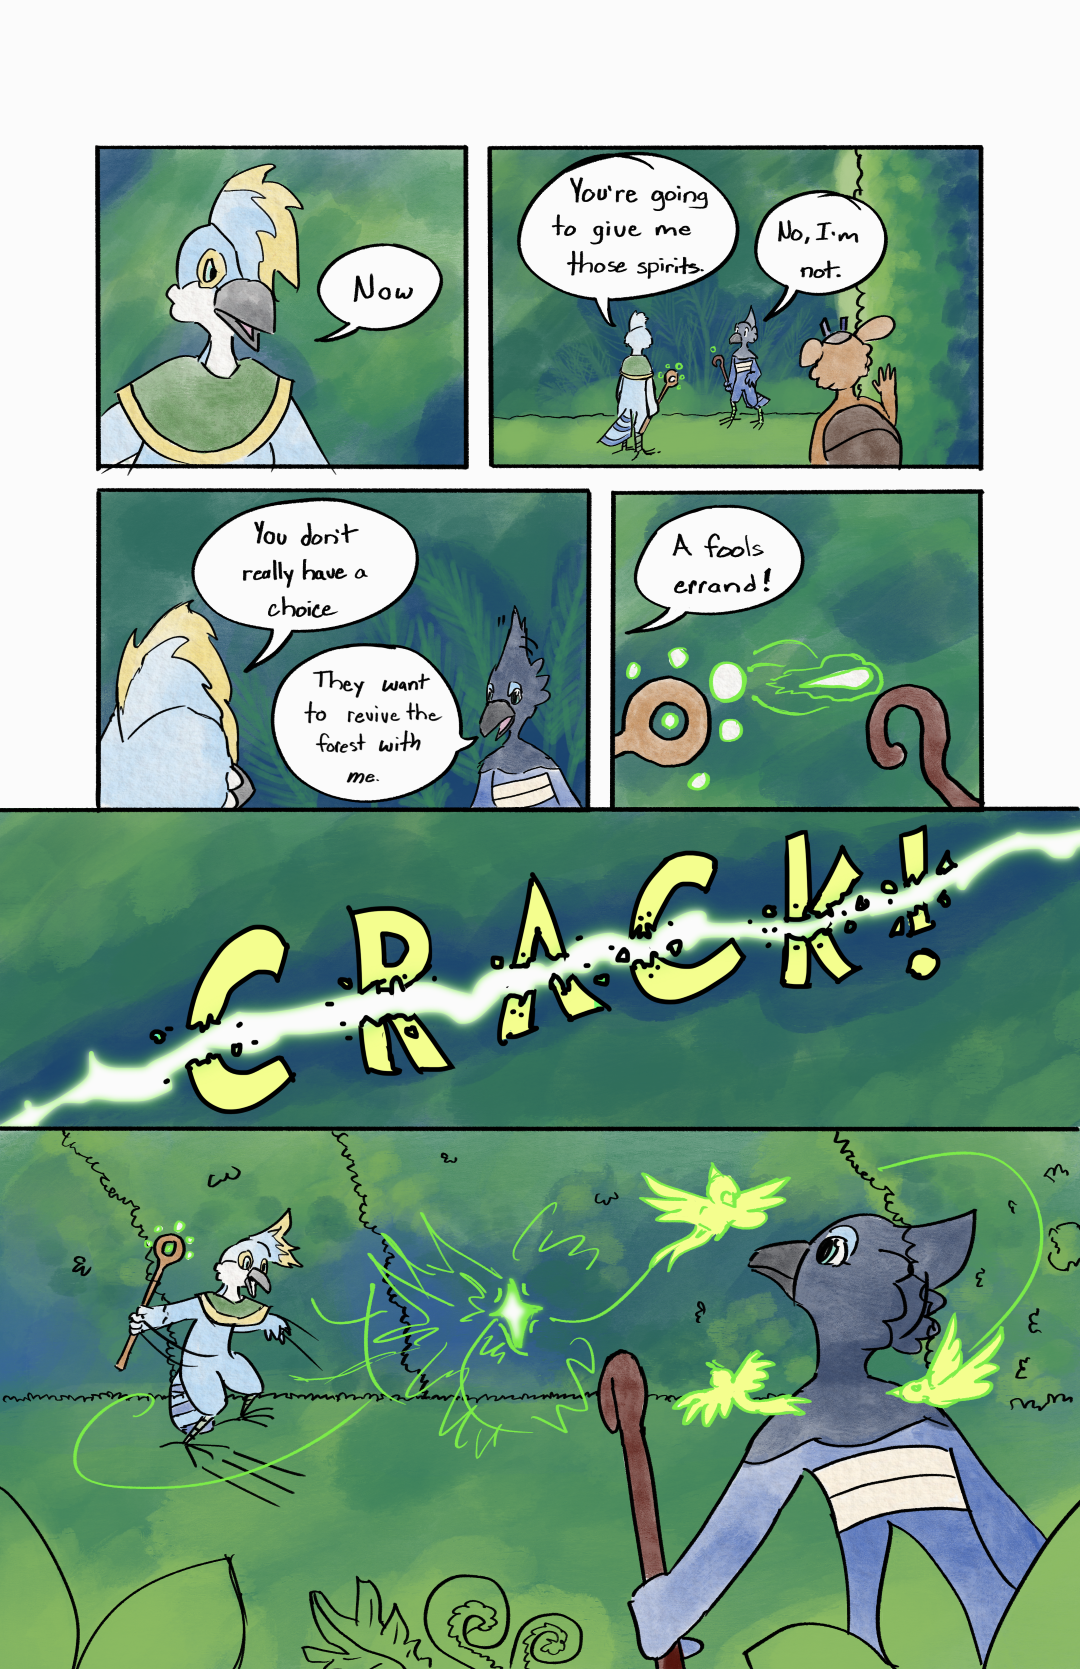 Now
You're going
to give me
those spirits.
No, I'm
not.
You don't
really have a
choice
They want
to revive the
forest with
me.
A fools
errand!
CRACK!